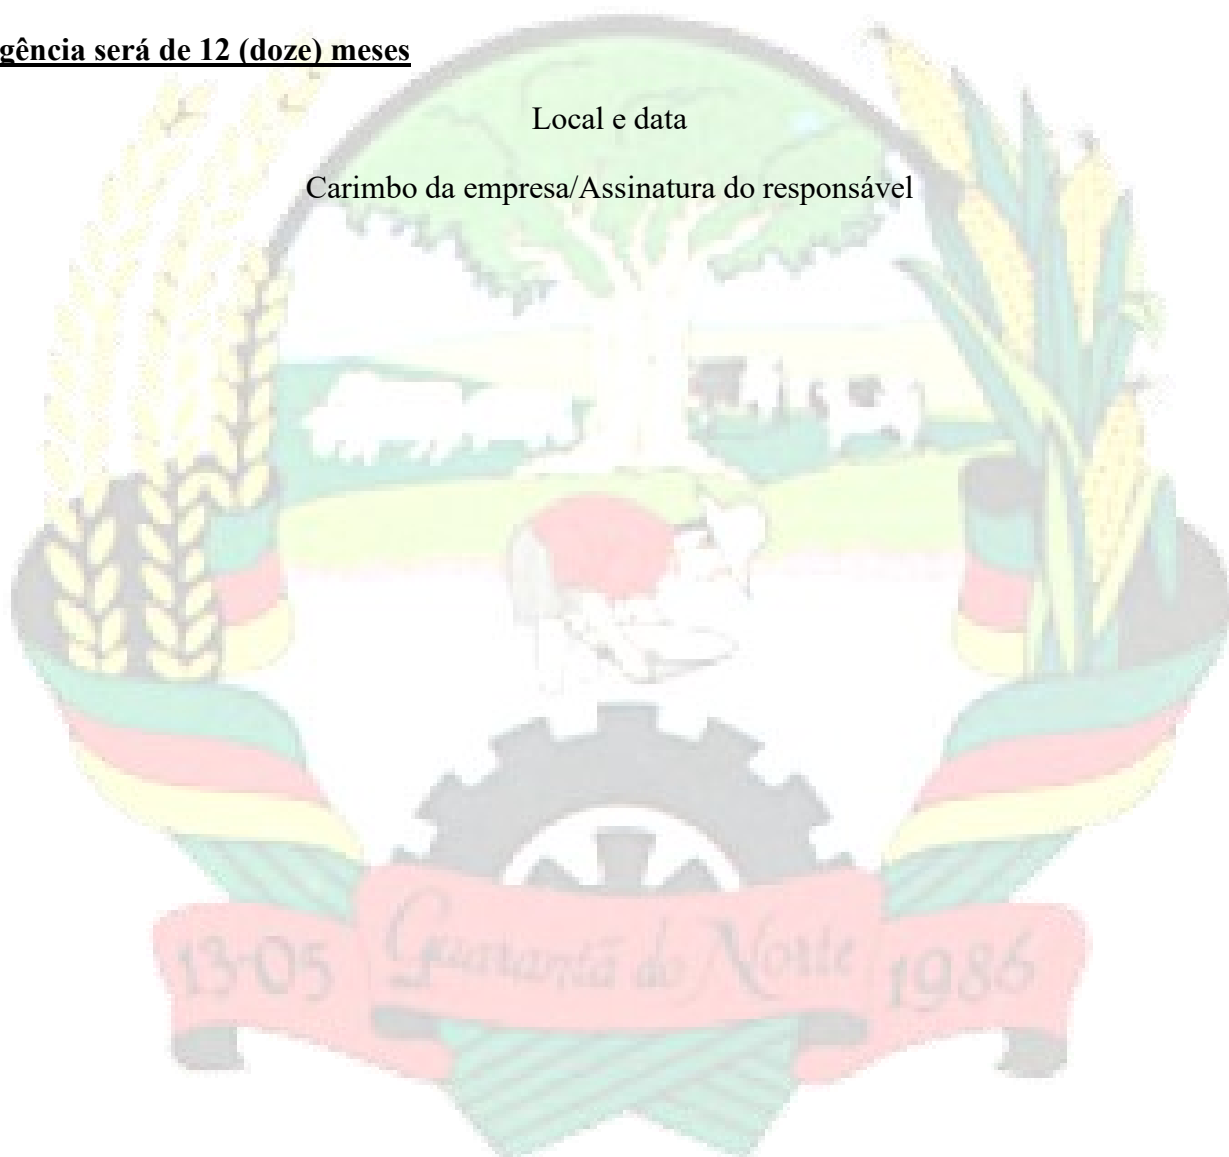 gência será de 12 (doze) meses
Local e data
Carimbo da empresa/Assinatura do responsável
13-05 Guarantã do Norte 1986